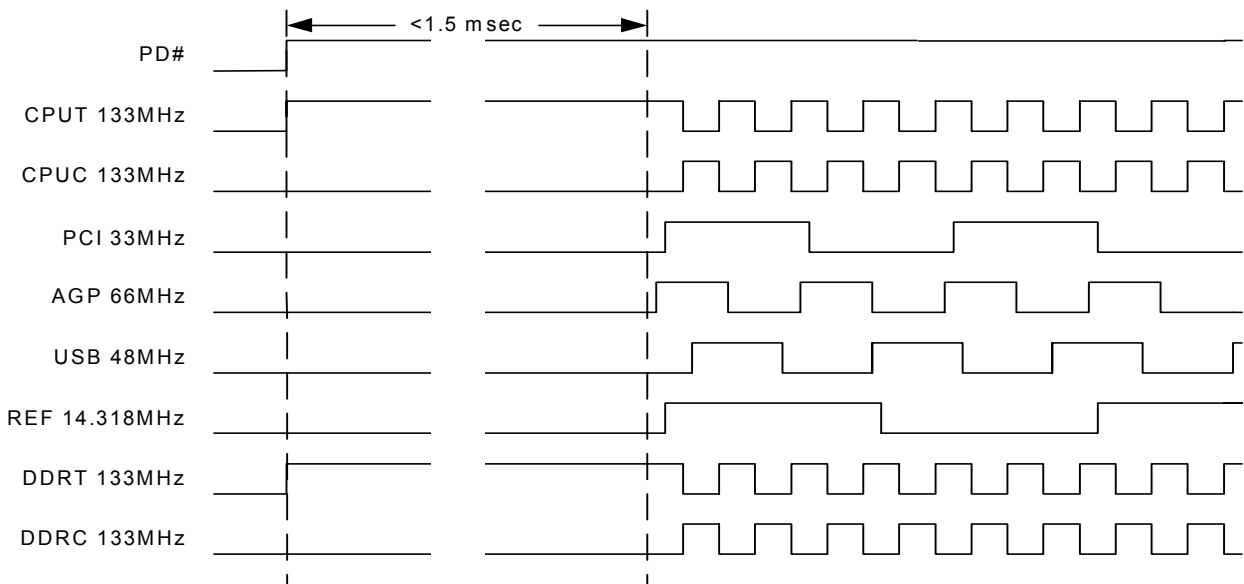 <1.5 msec
PD#
CPUT 133MHz
CPUC 133MHz
PCI 33MHz
AGP 66MHz
USB 48MHz
REF 14.318MHz
DDRT 133MHz
DDRC 133MHz